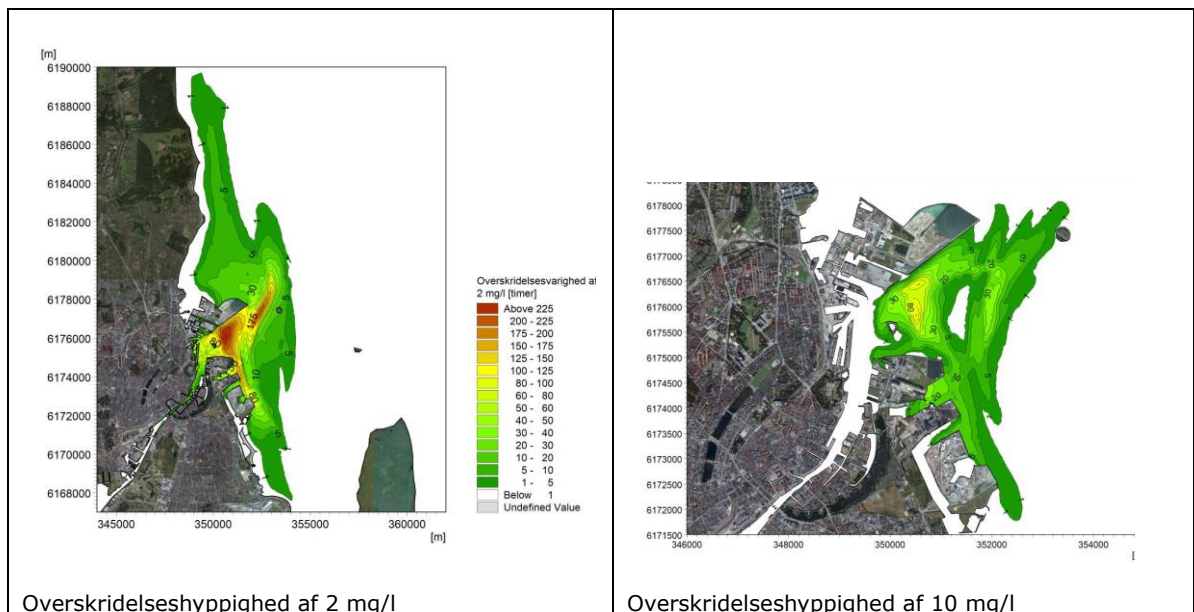 [m]
6190000
6188000
6186000
6184000
6182000
6180000
6178000
6176000
6174000
6172000
6170000
6168000
345000 350000 355000 360000
[m]
Overskridelsesvarighed af
2 mg/l [timer]
Above 225
200 - 225
175 - 200
150 - 175
125 - 150
100 - 125
80 - 100
60 - 80
50 - 60
40 - 50
30 - 40
20 - 30
10 - 20
5 - 10
1 - 5
Below 1
Undefined Value
Overskridelseshyppighed af 2 mg/l
6178500
6178000
6177500
6177000
6176500
6176000
6175500
6175000
6174500
6174000
6173500
6173000
6172500
6172000
6171500
346000 348000 350000 352000 354000
[
Overskridelseshyppighed af 10 mg/l